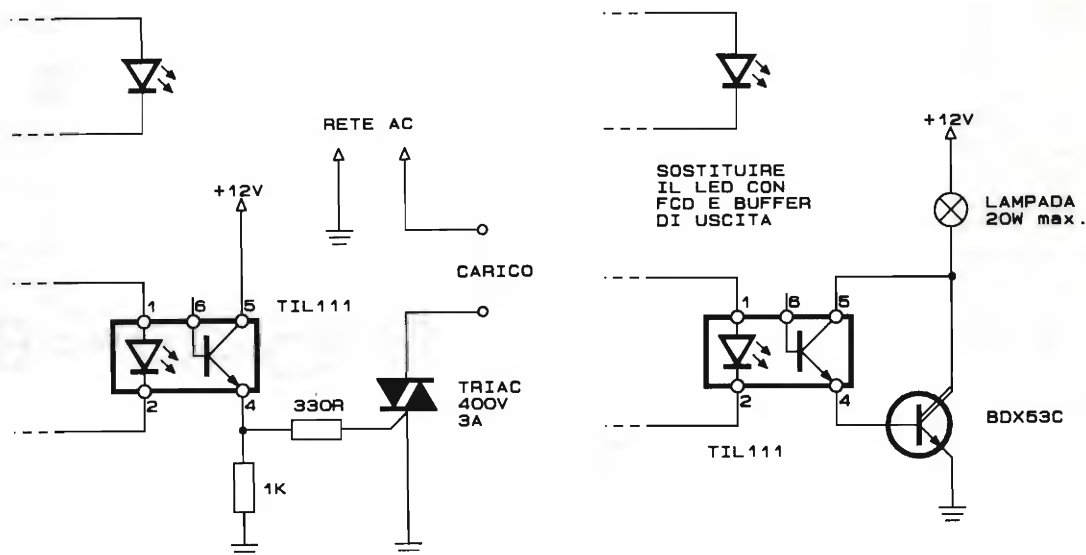 RETE AC
+12V
1
6
5
TIL111
2
4
330R
1K
CARICO
TRIAC
400V
3A
SOSTITUIRE
IL LED CON
FCD E BUFFER
DI USCITA
+12V
LAMPADA
20W max.
1
6
5
2
4
TIL111
BDX53C